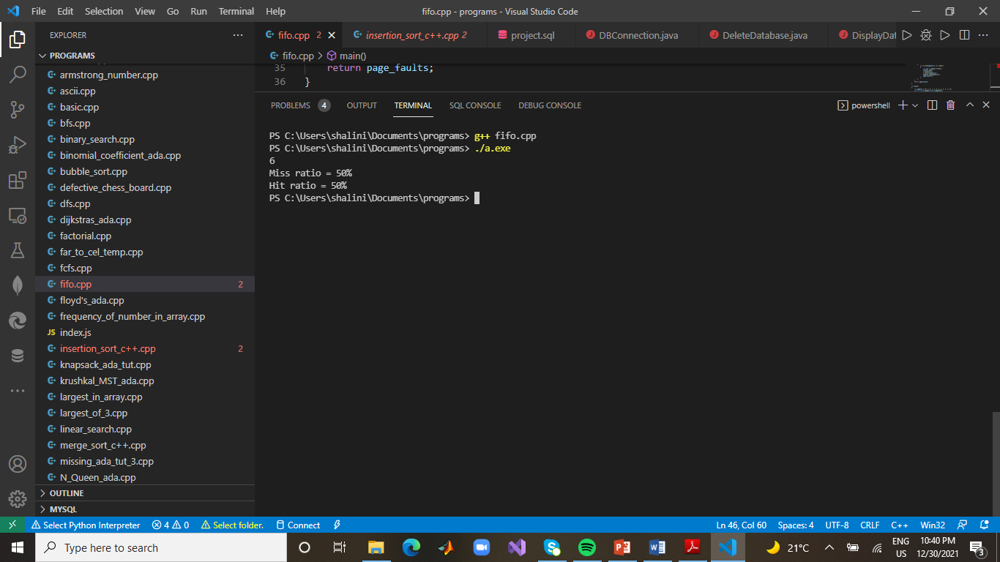 File Edit Selection View Go Run Terminal Help fifo.cpp - programs - Visual Studio Code
EXPLORER
PROGRAMS
armstrong_number.cpp
ascii.cpp
basic.cpp
bfs.cpp
binary_search.cpp
binomial_coefficient_ada.cpp
bubble_sort.cpp
defective_chess_board.cpp
dfs.cpp
dijkstras_ada.cpp
factorial.cpp
far_to_cel_temp.cpp
fcfs.cpp
fifo.cpp 2
floyd's_ada.cpp
frequency_of_number_in_array.cpp
JS index.js
insertion_sort_c++.cpp 2
knapsack_ada_tut.cpp
krushkal_MST_ada.cpp
largest_in_array.cpp
largest_of_3.cpp
linear_search.cpp
merge_sort_c++.cpp
missing_ada_tut_3.cpp
N_Queen_ada.cpp
OUTLINE
MYSQL
fifo.cpp 2 insertion_sort_c++.cpp 2 project.sql DBConnection.java DeleteDatabase.java DisplayDat
fifo.cpp > main()
35 return page_faults;
36 }
PROBLEMS 4 OUTPUT TERMINAL SQL CONSOLE DEBUG CONSOLE powershell
PS C:\Users\shalini\Documents\programs> g++ fifo.cpp
PS C:\Users\shalini\Documents\programs> ./a.exe
6
Miss ratio = 50%
Hit ratio = 50%
PS C:\Users\shalini\Documents\programs>
Select Python Interpreter 4 0 Select folder. Connect Ln 46, Col 60 Spaces: 4 UTF-8 CRLF C++ Win32
Type here to search 21°C ENG US 10:40 PM 12/30/2021 3